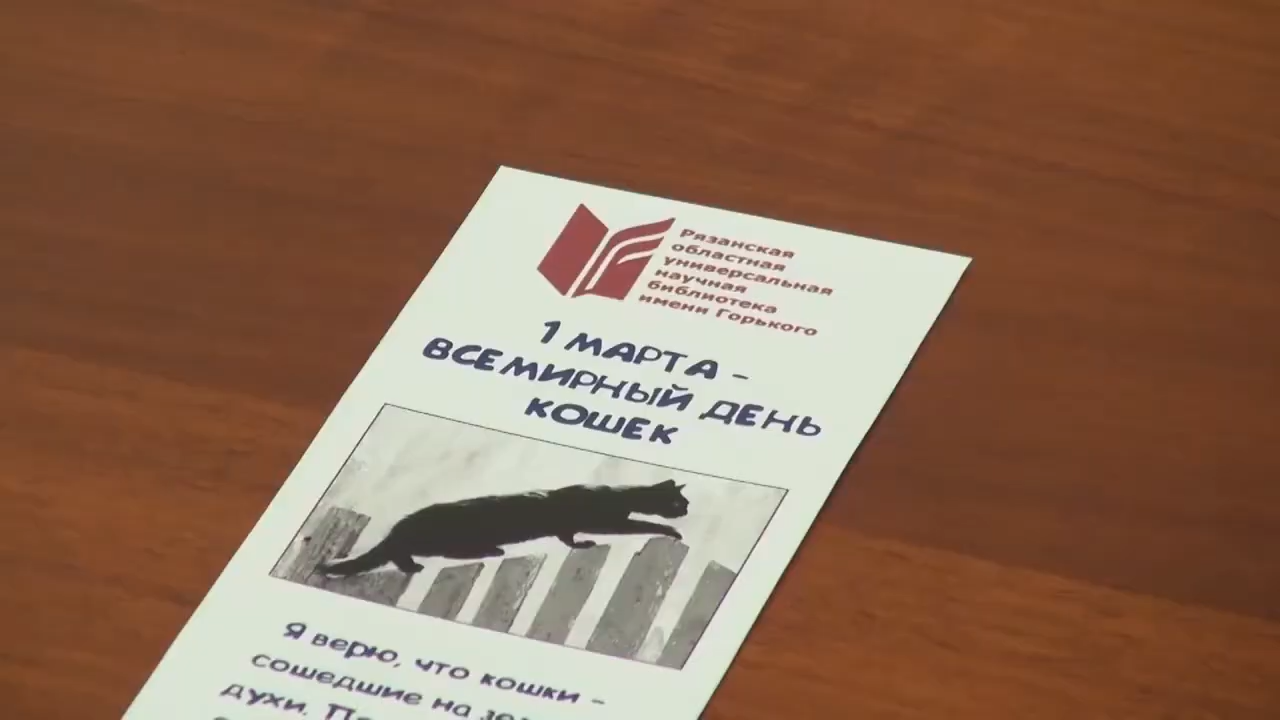 Рязанская
областная
универсальная
научная
библиотека
имени Горького
1 МАРТА -
ВСЕМИРНЫЙ ДЕНЬ
КОШЕК
Я верю, что кошки -
сошедшие на
духи.